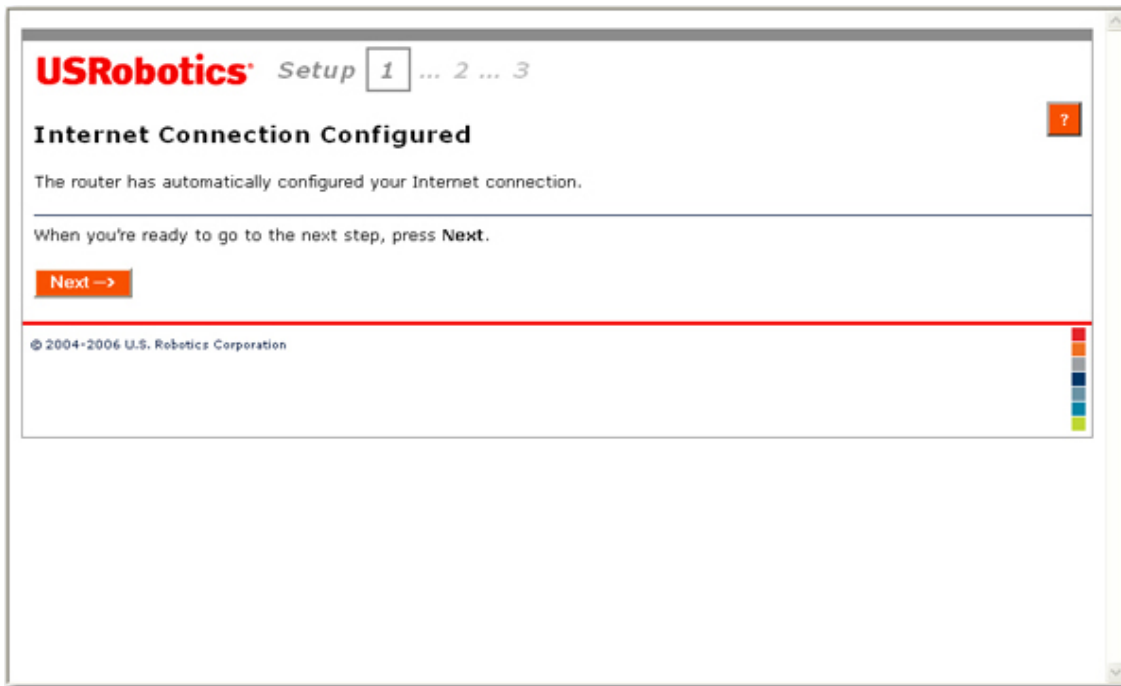 USRobotics Setup 1 ... 2 ... 3
?
Internet Connection Configured
The router has automatically configured your Internet connection.
When you're ready to go to the next step, press Next.
Next —>
© 2004-2006 U.S. Robotics Corporation